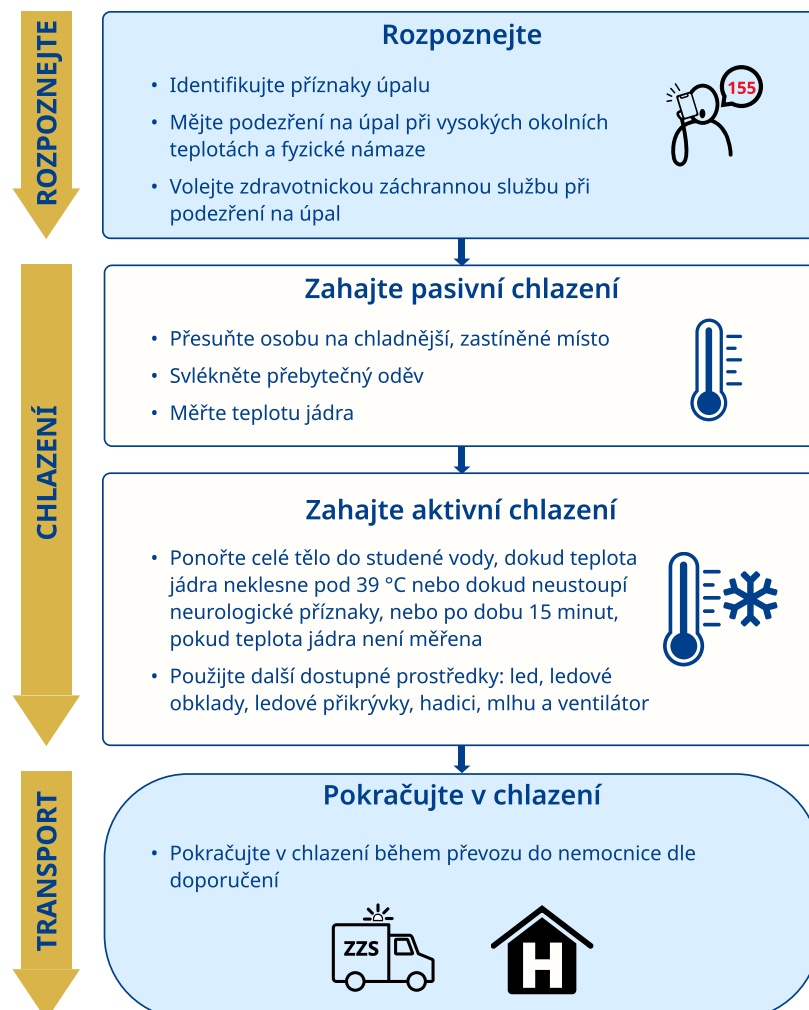 ROZPOZNEJTE
Rozpoznejte
• Identifikujte příznaky úpalu
• Mějte podezření na úpal při vysokých okolních
teplotách a fyzické námaze
• Volejte zdravotnickou záchrannou službu při
podezření na úpal
155
CHLAZENÍ
Zahajte pasivní chlazení
• Přesuňte osobu na chladnější, zastíněné místo
• Svlékněte přebytečný oděv
• Měřte teplotu jádra
Zahajte aktivní chlazení
• Ponořte celé tělo do studené vody, dokud teplota
jádra neklesne pod 39 °C nebo dokud neustoupí
neurologické příznaky, nebo po dobu 15 minut,
pokud teplota jádra není měřena
• Použijte další dostupné prostředky: led, ledové
obklady, ledové přikrývky, hadici, mlhu a ventilátor
TRANSPORT
Pokračujte v chlazení
• Pokračujte v chlazení během převozu do nemocnice dle
doporučení
ZZS
H